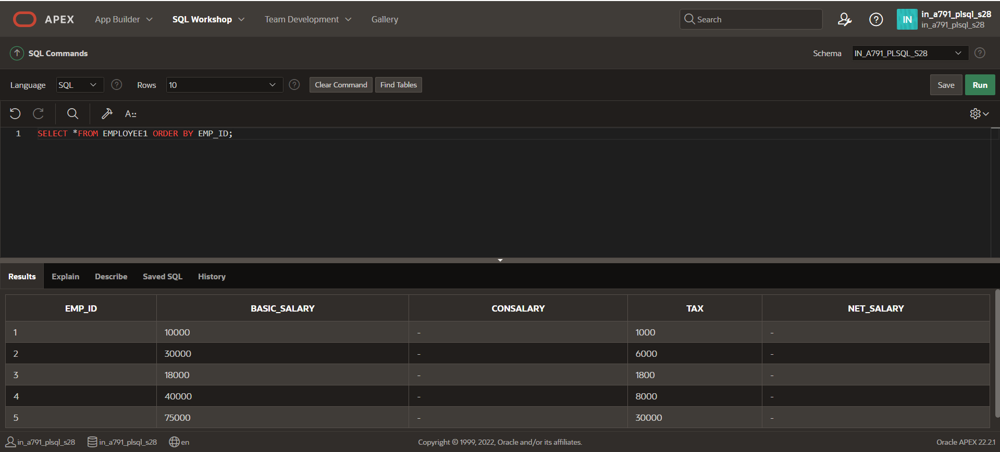 APEX App Builder SQL Workshop Team Development Gallery Search IN in_a791_plsql_s28
in_a791_plsql_s28
SQL Commands Schema IN_A791_PLSQL_S28
Language SQL Rows 10 Clear Command Find Tables Save Run
A::
1 SELECT *FROM EMPLOYEE1 ORDER BY EMP_ID;
Results Explain Describe Saved SQL History
EMP_ID BASIC_SALARY CONSALARY TAX NET_SALARY
1 10000 - 1000 -
2 30000 - 6000 -
3 18000 - 1800 -
4 40000 - 8000 -
5 75000 - 30000 -
in_a791_plsql_s28 in_a791_plsql_s28 en Copyright © 1999, 2022, Oracle and/or its affiliates. Oracle APEX 22.2.1